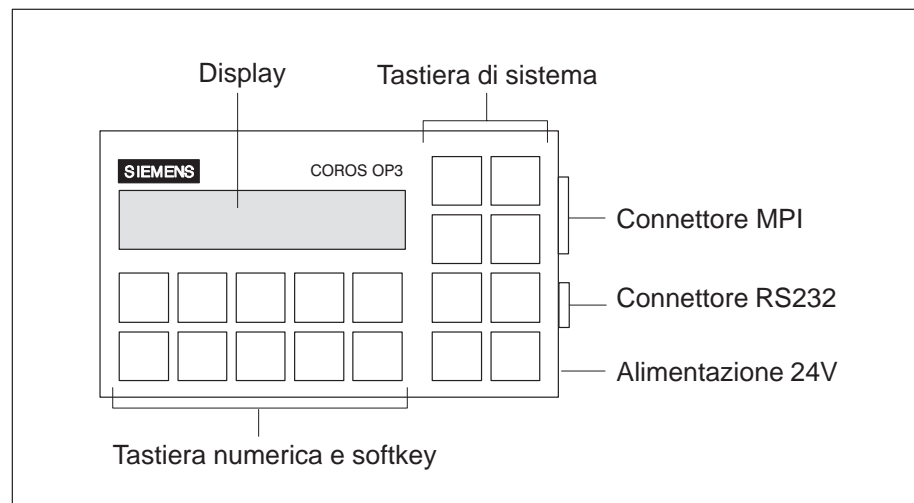 Display
Tastiera di sistema
SIEMENS
COROS OP3
Connettore MPI
Connettore RS232
Alimentazione 24V
Tastiera numerica e softkey